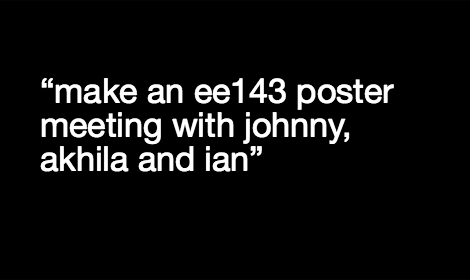 “make an ee143 poster
meeting with johnny,
akhila and ian”